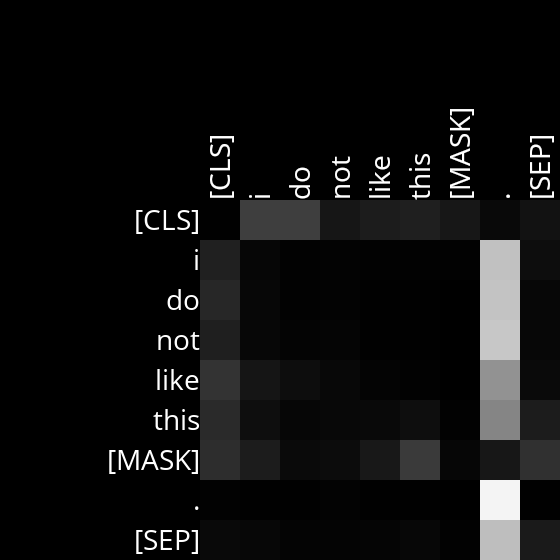 [CLS] i do not like this [MASK] . [SEP]
[CLS]
i
do
not
like
this
[MASK]
.
[SEP]